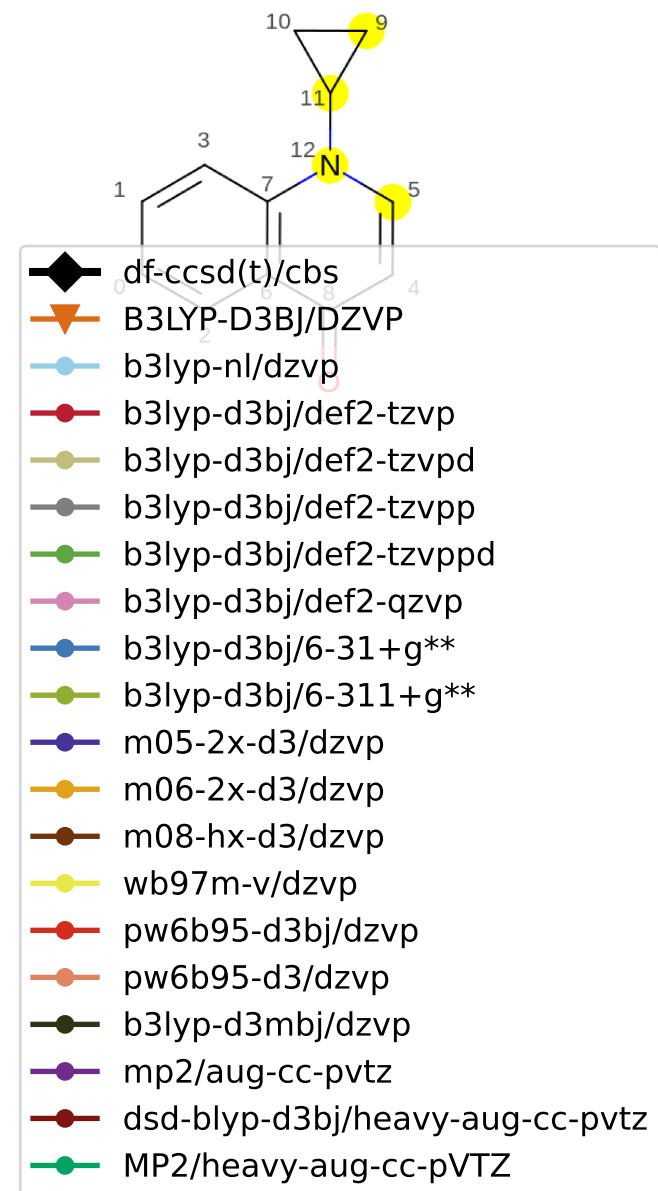 10 9
11
3 12 N
1 7 5
0 6 8 4
2
O
df-ccsd(t)/cbs
B3LYP-D3BJ/DZVP
b3lyp-nl/dzvp
b3lyp-d3bj/def2-tzvp
b3lyp-d3bj/def2-tzvpd
b3lyp-d3bj/def2-tzvpp
b3lyp-d3bj/def2-tzvppd
b3lyp-d3bj/def2-qzvp
b3lyp-d3bj/6-31+g**
b3lyp-d3bj/6-311+g**
m05-2x-d3/dzvp
m06-2x-d3/dzvp
m08-hx-d3/dzvp
wb97m-v/dzvp
pw6b95-d3bj/dzvp
pw6b95-d3/dzvp
b3lyp-d3mbj/dzvp
mp2/aug-cc-pvtz
dsd-blyp-d3bj/heavy-aug-cc-pvtz
MP2/heavy-aug-cc-pVTZ